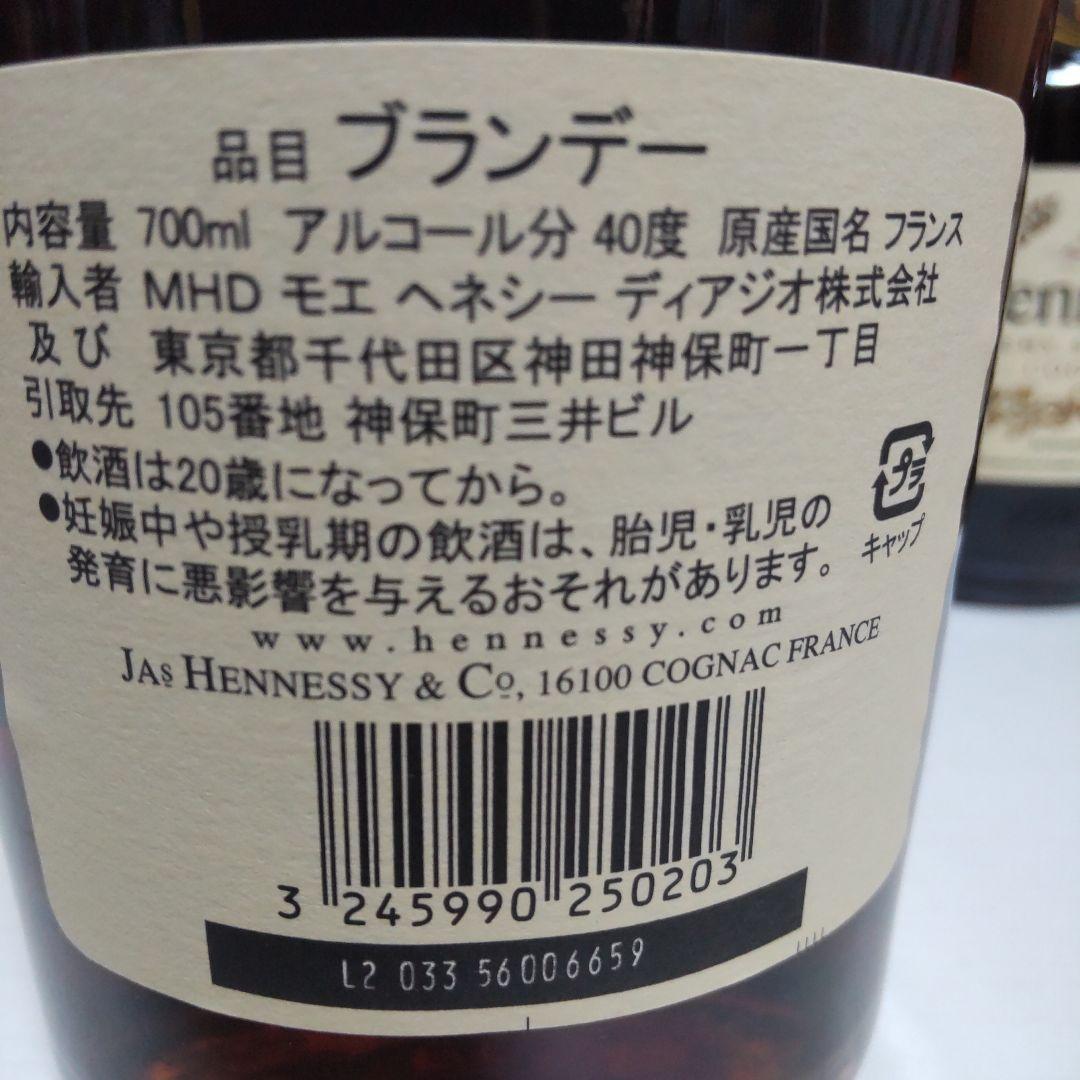 品目 ブランデー
内容量 700ml アルコール分 40度 原産国名 フランス
輸入者 MHD モエ ヘネシー ディアジオ株式会社
及び 東京都千代田区神田神保町一丁目
引取先 105番地 神保町三井ビル
●飲酒は20歳になってから。
●妊娠中や授乳期の飲酒は、胎児・乳児の
発育に悪影響を与えるおそれがあります。
プラ
キャップ
www.hennessy.com
JAS HENNESSY & Cº, 16100 COGNAC FRANCE
3 245990 250203
L2 033 56006659